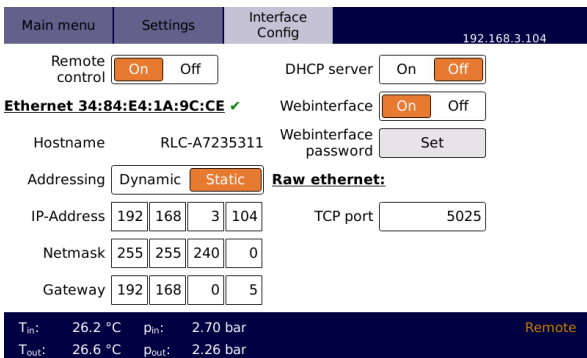 Main menu Settings Interface Config
192.168.3.104
Remote control On Off DHCP server On Off
Ethernet 34:84:E4:1A:9C:CE ✔ Webinterface On Off
Hostname RLC-A7235311 Webinterface password Set
Addressing Dynamic Static Raw ethernet:
IP-Address 192 168 3 104 TCP port 5025
Netmask 255 255 240 0
Gateway 192 168 0 5
Tin: 26.2 °C pin: 2.70 bar Remote
Tout: 26.6 °C pout: 2.26 bar